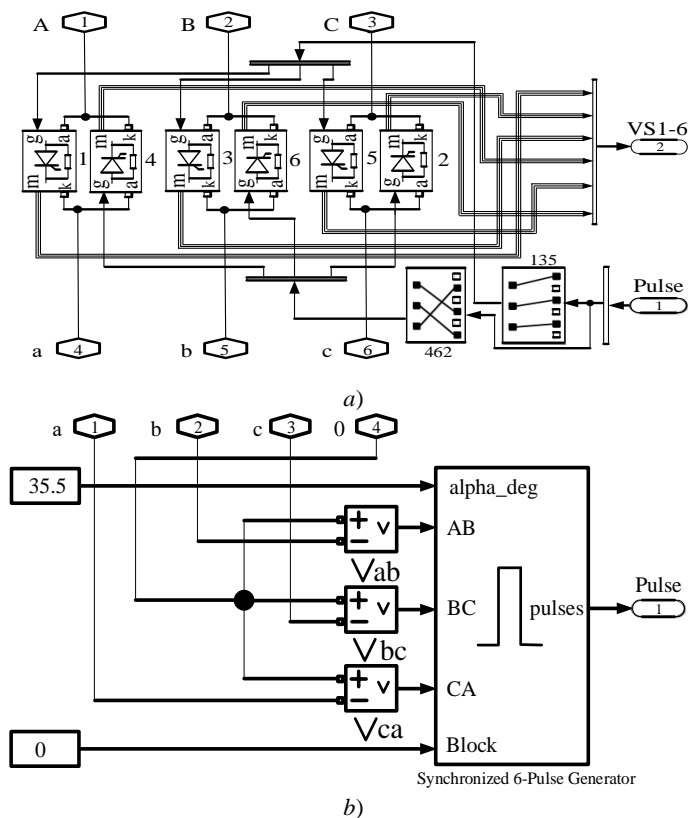 A 1 B 2 C 3
g a m k g a m k g a m k
1 4 3 6 5 2
m k g a m k g a m k g a
VS1-6
2
135
Pulse
1
462
a 4 b 5 c 6
a)
a 1 b 2 c 3 0 4
35.5
alpha_deg
+ − v
AB
Vab
+ − v
BC
pulses
Pulse
1
Vbc
+ − v
CA
Vca
0
Block
Synchronized 6-Pulse Generator
b)